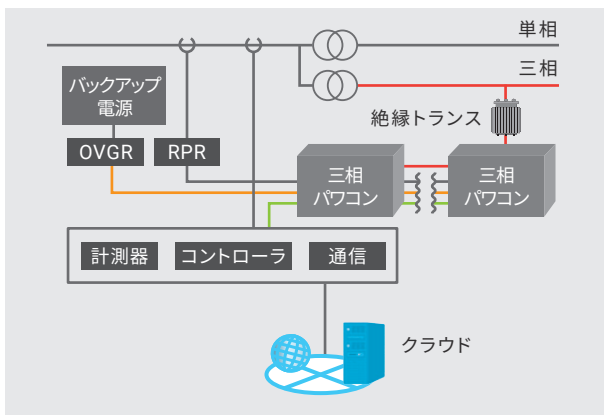 単相
三相
バックアップ
電源
絶縁トランス
OVGR
RPR
三相
パワコン
三相
パワコン
計測器
コントローラ
通信
クラウド